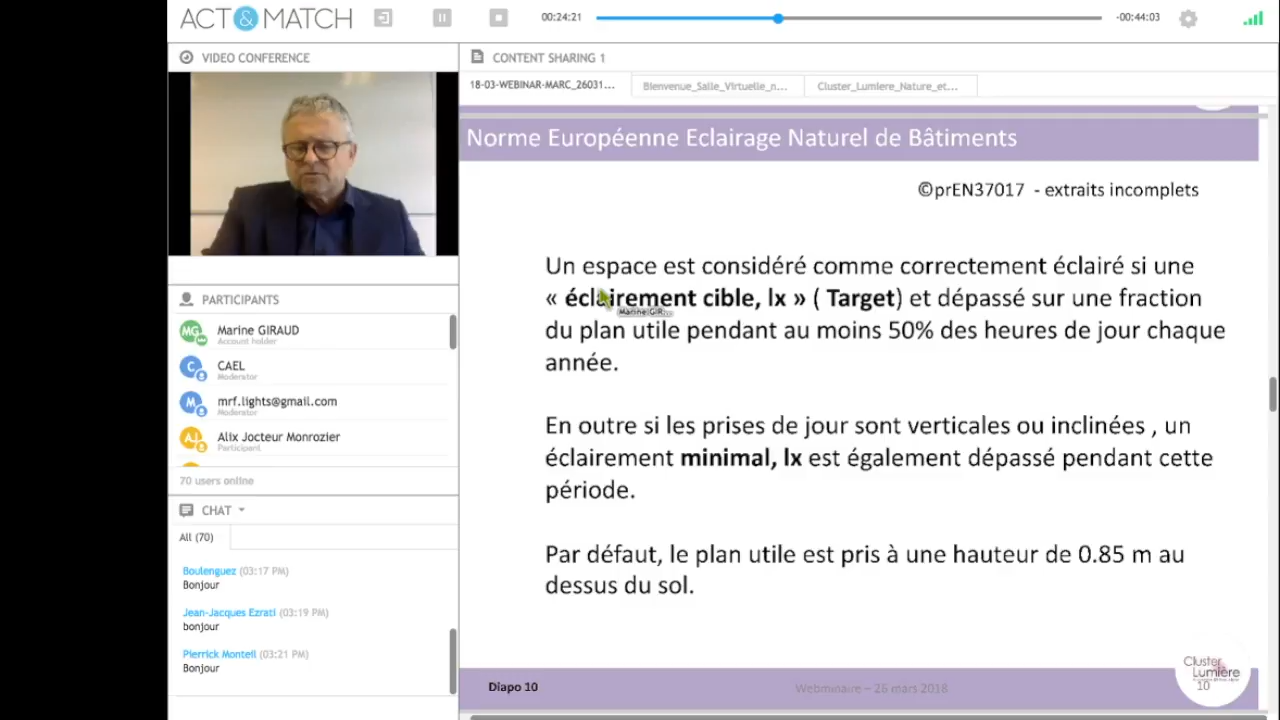 ACT & MATCH
00:24:21
-00:44:03
VIDEO CONFERENCE
CONTENT SHARING 1
18-03-WEBINAR-MARC_26031...
Bienvenue_Salle_Virtuelle_n...
Cluster_Lumiere_Nature_et...
Norme Européenne Eclairage Naturel de Bâtiments
©prEN37017 - extraits incomplets
Un espace est considéré comme correctement éclairé si une
« éclairement cible, lx » ( Target) et dépassé sur une fraction
du plan utile pendant au moins 50% des heures de jour chaque
année.
En outre si les prises de jour sont verticales ou inclinées , un
éclairement minimal, lx est également dépassé pendant cette
période.
Par défaut, le plan utile est pris à une hauteur de 0.85 m au
dessus du sol.
Marine GIR...
PARTICIPANTS
MG
Marine GIRAUD
Account holder
C
CAEL
Moderator
M
mrf.lights@gmail.com
Moderator
AJ
Alix Jocteur Monrozier
Participant
70 users online
CHAT
All (70)
Boulenguez (03:17 PM)
Bonjour
Jean-Jacques Ezrati (03:19 PM)
bonjour
Pierrick Monteil (03:21 PM)
Bonjour
Diapo 10
Webminaire – 26 mars 2018
Cluster
Lumière
10